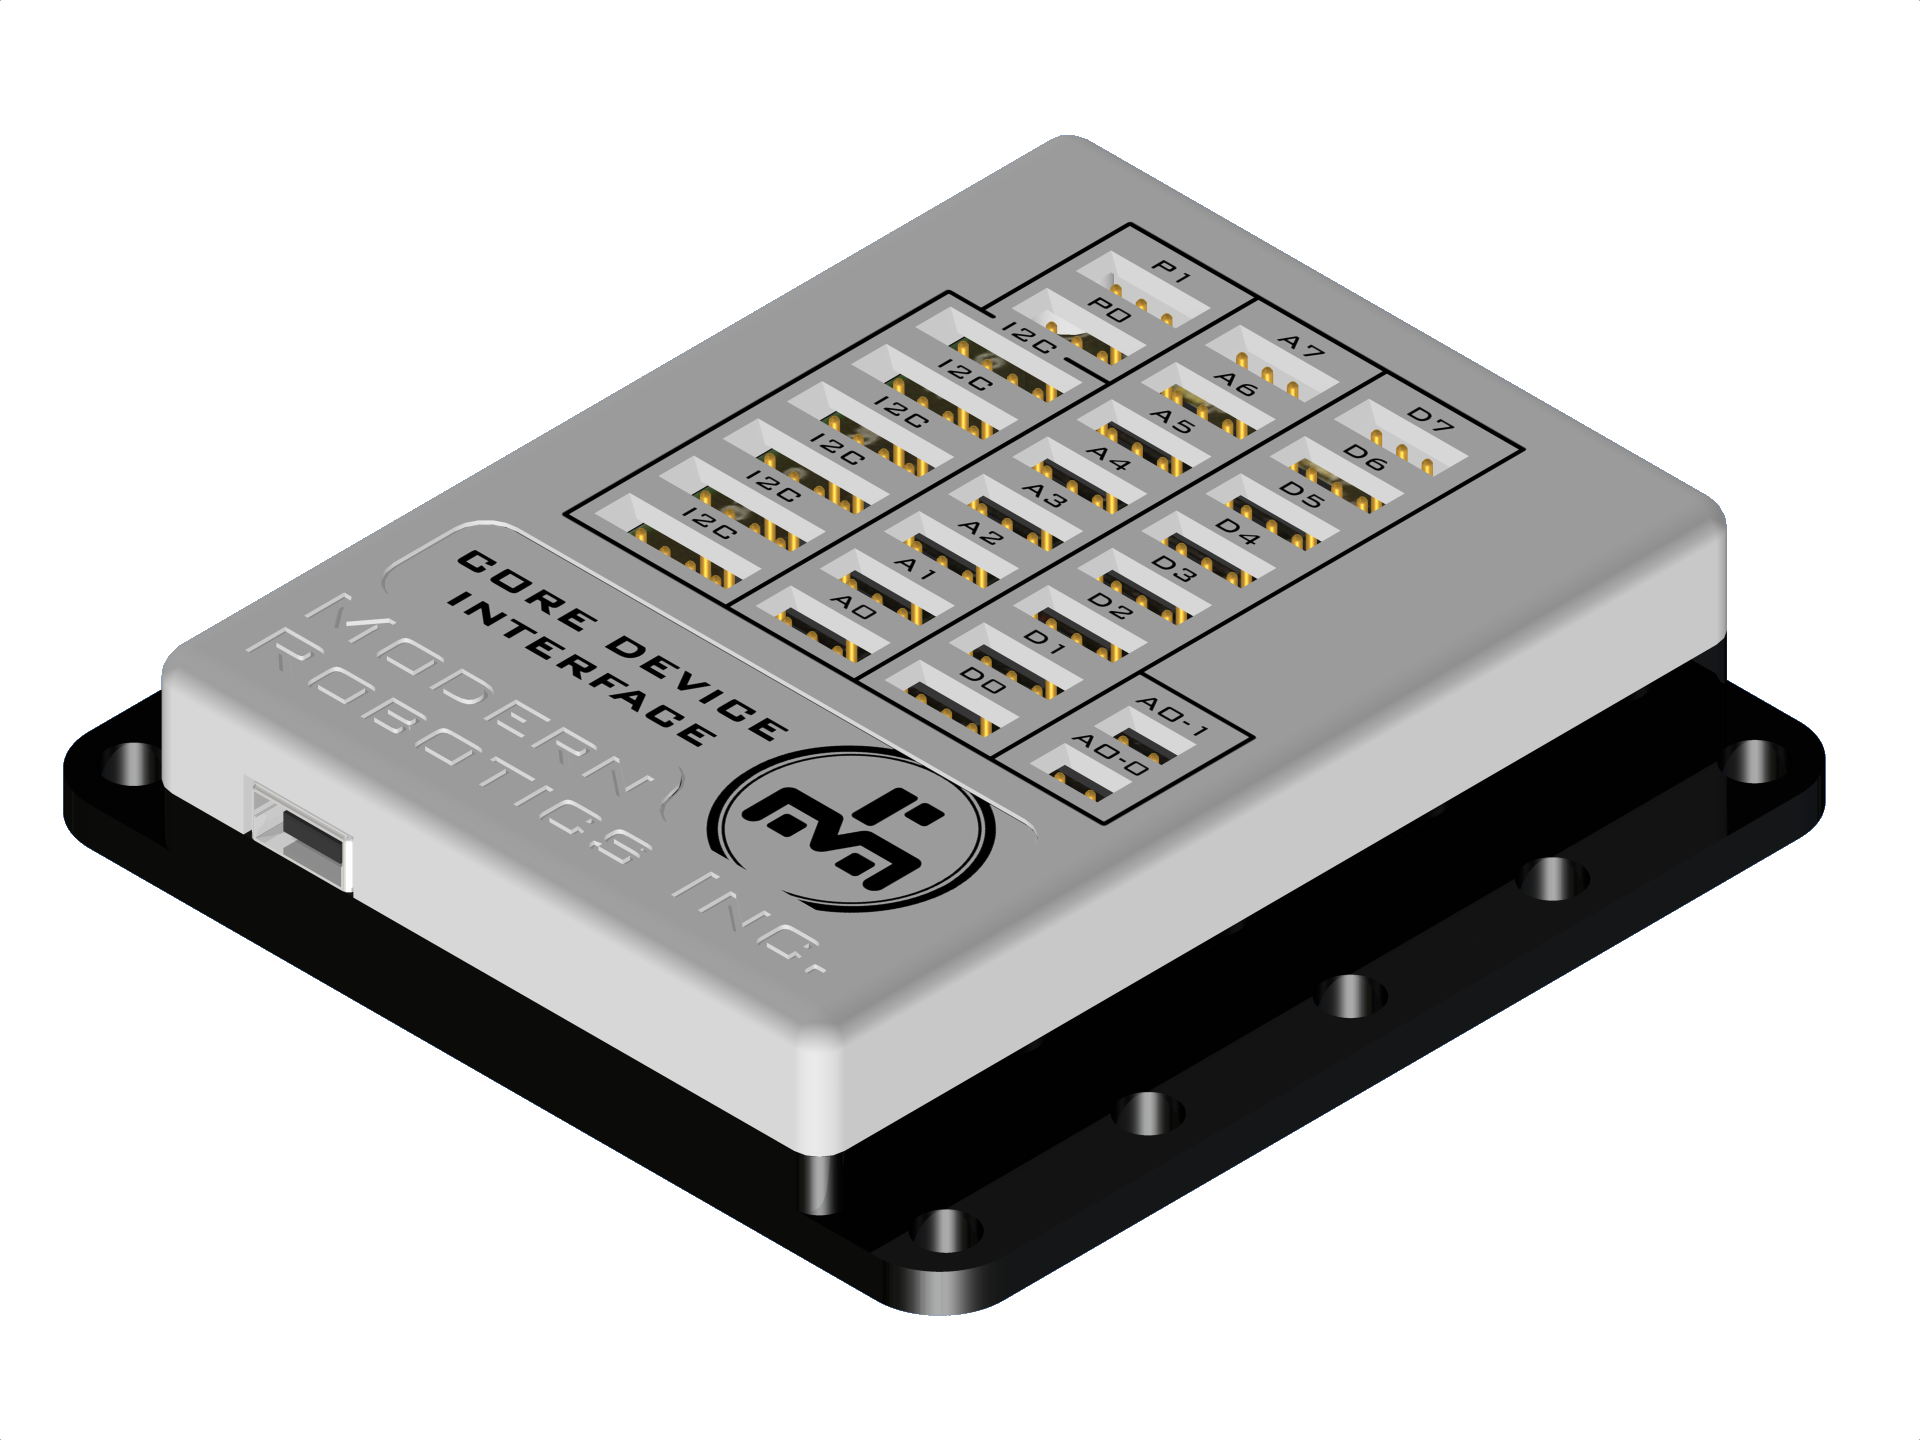 P1
P0
I2C
I2C
I2C
I2C
I2C
I2C
A7
A6
A5
A4
A3
A2
A1
A0
D7
D6
D5
D4
D3
D2
D1
D0
AO-1
AO-0
CORE DEVICE
INTERFACE
MODERN
ROBOTICS INC.